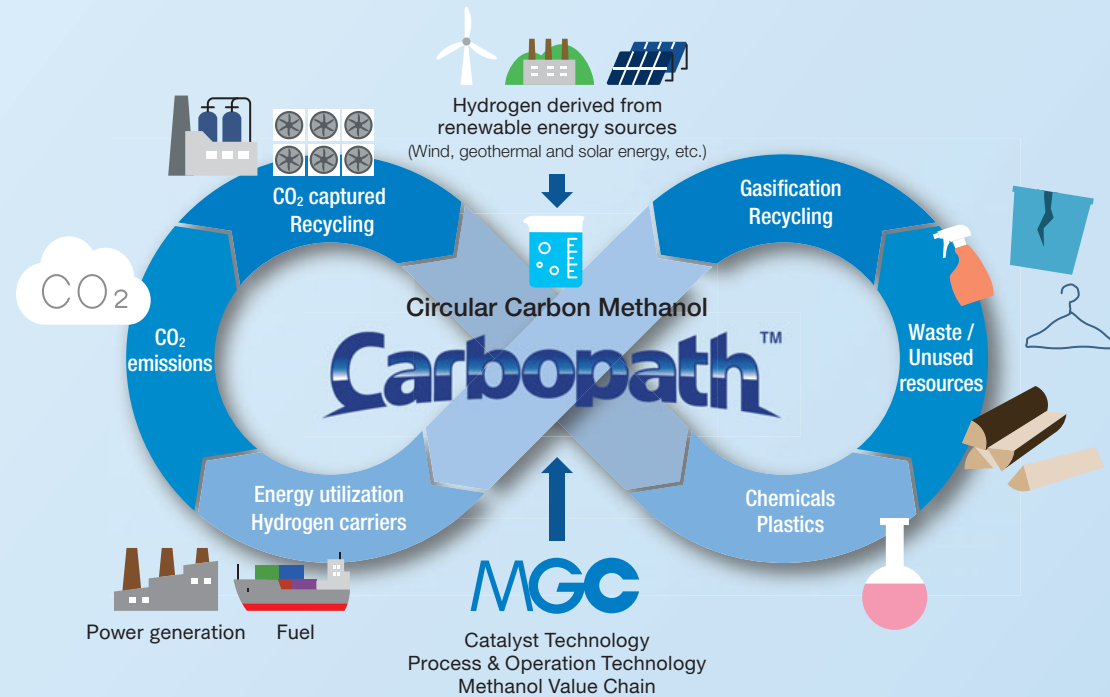 Hydrogen derived from
renewable energy sources
(Wind, geothermal and solar energy, etc.)
CO₂ captured
Recycling
Gasification
Recycling
CO₂
Circular Carbon Methanol
Carbopath™
CO₂
emissions
Waste /
Unused
resources
Energy utilization
Hydrogen carriers
Chemicals
Plastics
MGC
Power generation
Fuel
Catalyst Technology
Process & Operation Technology
Methanol Value Chain